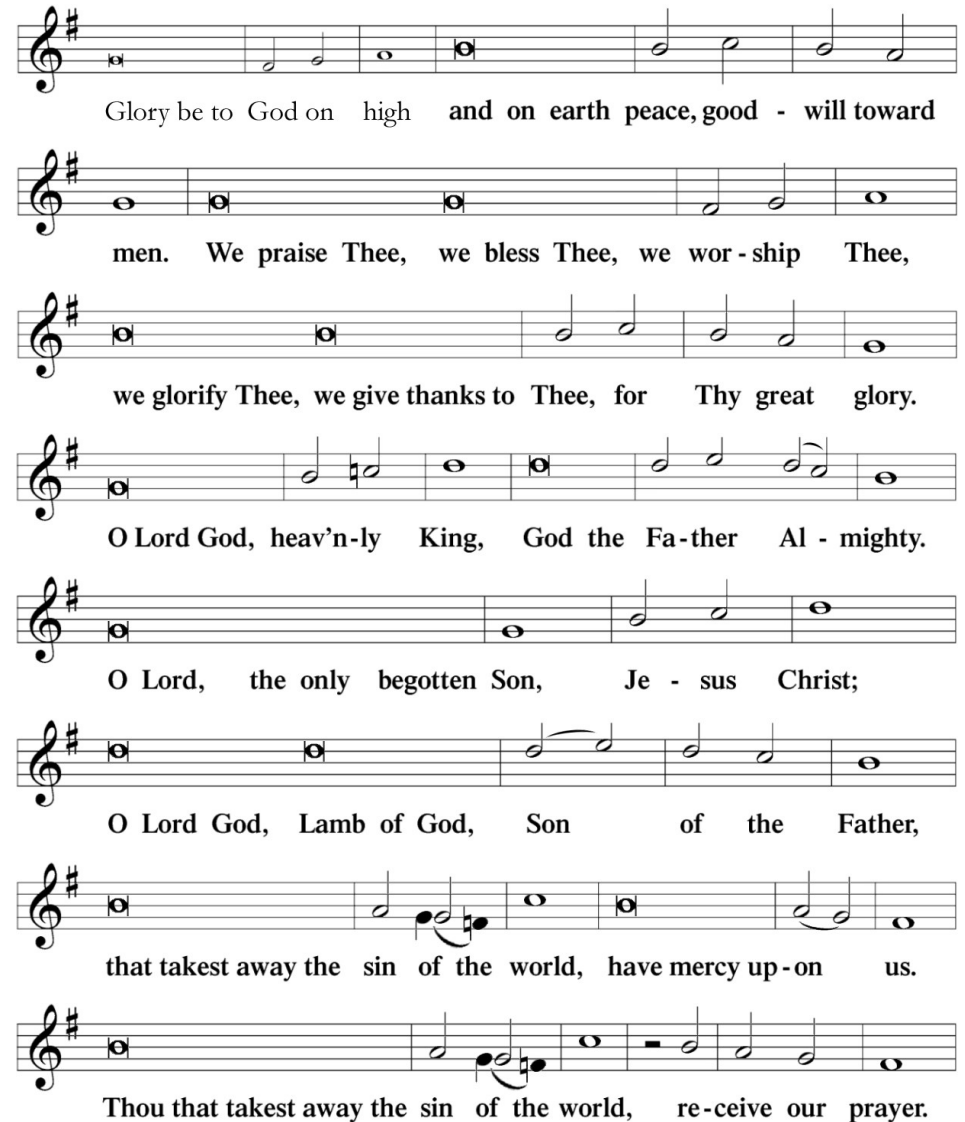 Glory be to God on high and on earth peace, good - will toward
men. We praise Thee, we bless Thee, we wor - ship Thee,
we glorify Thee, we give thanks to Thee, for Thy great glory.
O Lord God, heav’n - ly King, God the Fa - ther Al - mighty.
O Lord, the only begotten Son, Je - sus Christ;
O Lord God, Lamb of God, Son of the Father,
that takest away the sin of the world, have mercy up - on us.
Thou that takest away the sin of the world, re - ceive our prayer.